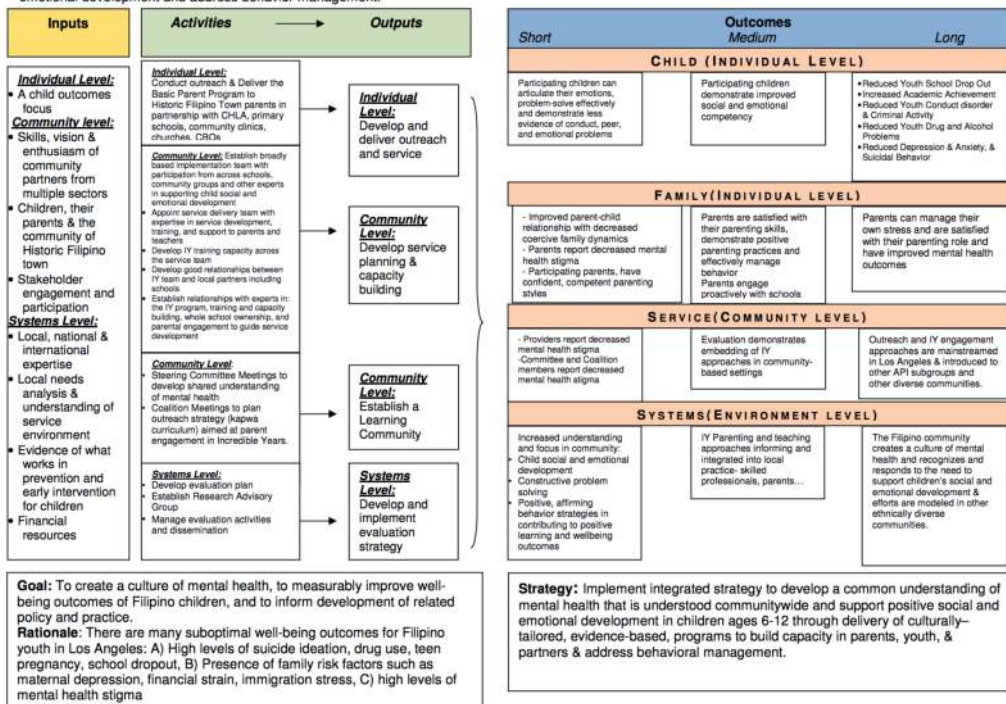 emotional development and address behavior management.
Inputs
Activities
Outputs
Individual Level:
• A child outcomes
focus
Community level:
• Skills, vision &
enthusiasm of
community
partners from
multiple sectors
• Children, their
parents & the
community of
Historic Filipino
town
• Stakeholder
engagement and
participation
Systems Level:
• Local, national &
international
expertise
• Local needs
analysis &
understanding of
service
environment
• Evidence of what
works in
prevention and
early intervention
for children
• Financial
resources
Individual Level:
Conduct outreach & Deliver the
Basic Parent Program to
Historic Filipino Town parents in
partnership with CHLA, primary
schools, community clinics,
churches, CBOs
Community Level: Establish broadly
based implementation team with
participation from across schools,
community groups and other experts
in supporting child social and
emotional development
• Appoint service delivery team with
expertise in service development,
training, and support to parents and
teachers
• Develop IY training capacity across
the service team
• Develop good relationships between
IY team and local partners including
schools
• Establish relationships with experts in:
the IY program, training and capacity
building, whole school ownership, and
parental engagement to guide service
development
Community Level:
• Steering Committee Meetings to
develop shared understanding
of mental health
• Coalition Meetings to plan
outreach strategy (kapwa
curriculum) aimed at parent
engagement in Incredible Years.
Systems Level:
• Develop evaluation plan
• Establish Research Advisory
Group
• Manage evaluation activities
and dissemination
Individual
Level:
Develop and
deliver outreach
and service
Community
Level:
Develop service
planning &
capacity
building
Community
Level:
Establish a
Learning
Community
Systems
Level:
Develop and
implement
evaluation
strategy
Outcomes
Short Medium Long
CHILD (INDIVIDUAL LEVEL)
Participating children can
articulate their emotions,
problem-solve effectively
and demonstrate less
evidence of conduct, peer,
and emotional problems
Participating children
demonstrate improved
social and emotional
competency
•Reduced Youth School Drop Out
•Increased Academic Achievement
•Reduced Youth Conduct disorder
& Criminal Activity
•Reduced Youth Drug and Alcohol
Problems
•Reduced Depression & Anxiety, &
Suicidal Behavior
FAMILY(INDIVIDUAL LEVEL)
- Improved parent-child
relationship with decreased
coercive family dynamics
- Parents report decreased mental
health stigma
- Participating parents, have
confident, competent parenting
styles
Parents are satisfied with
their parenting skills,
demonstrate positive
parenting practices and
effectively manage
behavior
Parents engage
proactively with schools
Parents can manage their
own stress and are satisfied
with their parenting role and
have improved mental health
outcomes
SERVICE(COMMUNITY LEVEL)
- Providers report decreased
mental health stigma
-Committee and Coalition
members report decreased
mental health stigma
Evaluation demonstrates
embedding of IY
approaches in community-
based settings
Outreach and IY engagement
approaches are mainstreamed
in Los Angeles & introduced to
other API subgroups and
other diverse communities.
SYSTEMS(ENVIRONMENT LEVEL)
Increased understanding
and focus in community:
• Child social and emotional
development
• Constructive problem
solving
• Positive, affirming
behavior strategies in
contributing to positive
learning and wellbeing
outcomes
IY Parenting and teaching
approaches informing and
integrated into local
practice- skilled
professionals, parents…
The Filipino community
creates a culture of mental
health and recognizes and
responds to the need to
support children's social and
emotional development &
efforts are modeled in other
ethnically diverse
communities.
Goal: To create a culture of mental health, to measurably improve well-
being outcomes of Filipino children, and to inform development of related
policy and practice.
Rationale: There are many suboptimal well-being outcomes for Filipino
youth in Los Angeles: A) High levels of suicide ideation, drug use, teen
pregnancy, school dropout, B) Presence of family risk factors such as
maternal depression, financial strain, immigration stress, C) high levels of
mental health stigma
Strategy: Implement integrated strategy to develop a common understanding of
mental health that is understood communitywide and support positive social and
emotional development in children ages 6-12 through delivery of culturally–
tailored, evidence-based, programs to build capacity in parents, youth, &
partners & address behavioral management.